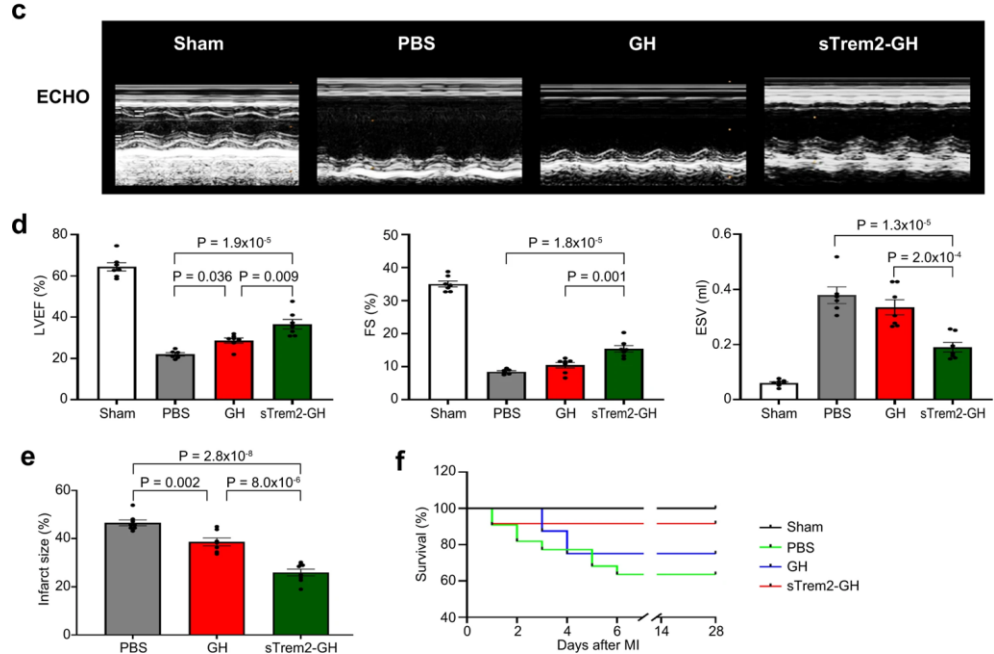 c
Sham PBS GH sTrem2-GH
ECHO
d
LVEF (%)
80
60
40
20
0
P = 1.9x10⁻⁵
P = 0.036 P = 0.009
Sham PBS GH sTrem2-GH
FS (%)
50
40
30
20
10
0
P = 1.8x10⁻⁵
P = 0.001
Sham PBS GH sTrem2-GH
ESV (ml)
0.6
0.4
0.2
0
P = 1.3x10⁻⁵
P = 2.0x10⁻⁴
Sham PBS GH sTrem2-GH
e
Infarct size (%)
60
40
20
0
P = 2.8x10⁻⁸
P = 0.002 P = 8.0x10⁻⁶
PBS GH sTrem2-GH
f
Survival (%)
120
100
80
60
40
0 2 4 6 14 28
Days after MI
Sham
PBS
GH
sTrem2-GH